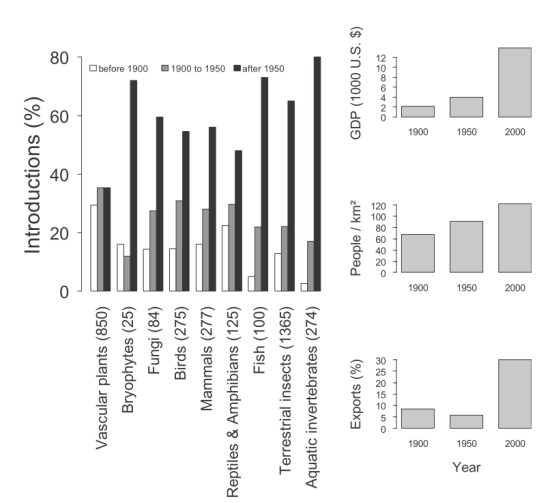 Introductions (%)
80
60
40
20
0
before 1900
1900 to 1950
after 1950
Vascular plants (850)
Bryophytes (25)
Fungi (84)
Birds (275)
Mammals (277)
Reptiles & Amphibians (125)
Fish (100)
Terrestrial insects (1365)
Aquatic invertebrates (274)
GDP (1000 U.S. $)
12
10
8
6
4
2
0
1900 1950 2000
People / km²
120
100
80
60
40
20
0
1900 1950 2000
Exports (%)
30
25
20
15
10
5
0
1900 1950 2000
Year